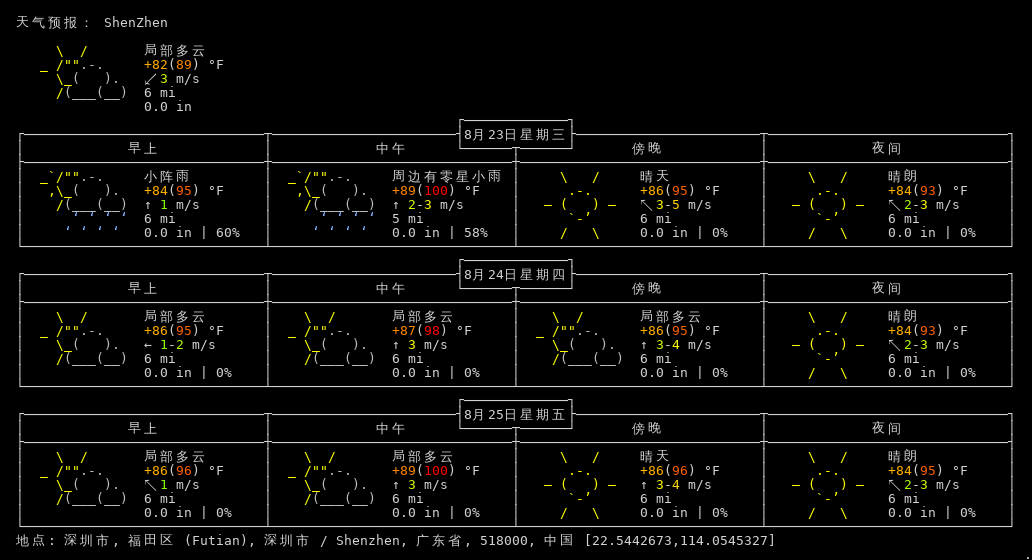 天气预报： ShenZhen
局部多云
+82(89) °F
↙ 3 m/s
6 mi
0.0 in
8月23日星期三
早上 中午 傍晚 夜间
小阵雨 周边有零星小雨 晴天 晴朗
+84(95) °F +89(100) °F +86(95) °F +84(93) °F
↑ 1 m/s ↑ 2-3 m/s ↖ 3-5 m/s ↖ 2-3 m/s
6 mi 5 mi 6 mi 6 mi
0.0 in | 60% 0.0 in | 58% 0.0 in | 0% 0.0 in | 0%
8月24日星期四
早上 中午 傍晚 夜间
局部多云 局部多云 局部多云 晴朗
+86(95) °F +87(98) °F +86(95) °F +84(93) °F
← 1-2 m/s ↑ 3 m/s ↑ 3-4 m/s ↖ 2-3 m/s
6 mi 6 mi 6 mi 6 mi
0.0 in | 0% 0.0 in | 0% 0.0 in | 0% 0.0 in | 0%
8月25日星期五
早上 中午 傍晚 夜间
局部多云 局部多云 晴天 晴朗
+86(96) °F +89(100) °F +86(96) °F +84(95) °F
↖ 1 m/s ↑ 3 m/s ↑ 3-4 m/s ↖ 2-3 m/s
6 mi 6 mi 6 mi 6 mi
0.0 in | 0% 0.0 in | 0% 0.0 in | 0% 0.0 in | 0%
地点: 深圳市, 福田区 (Futian), 深圳市 / Shenzhen, 广东省, 518000, 中国 [22.5442673,114.0545327]